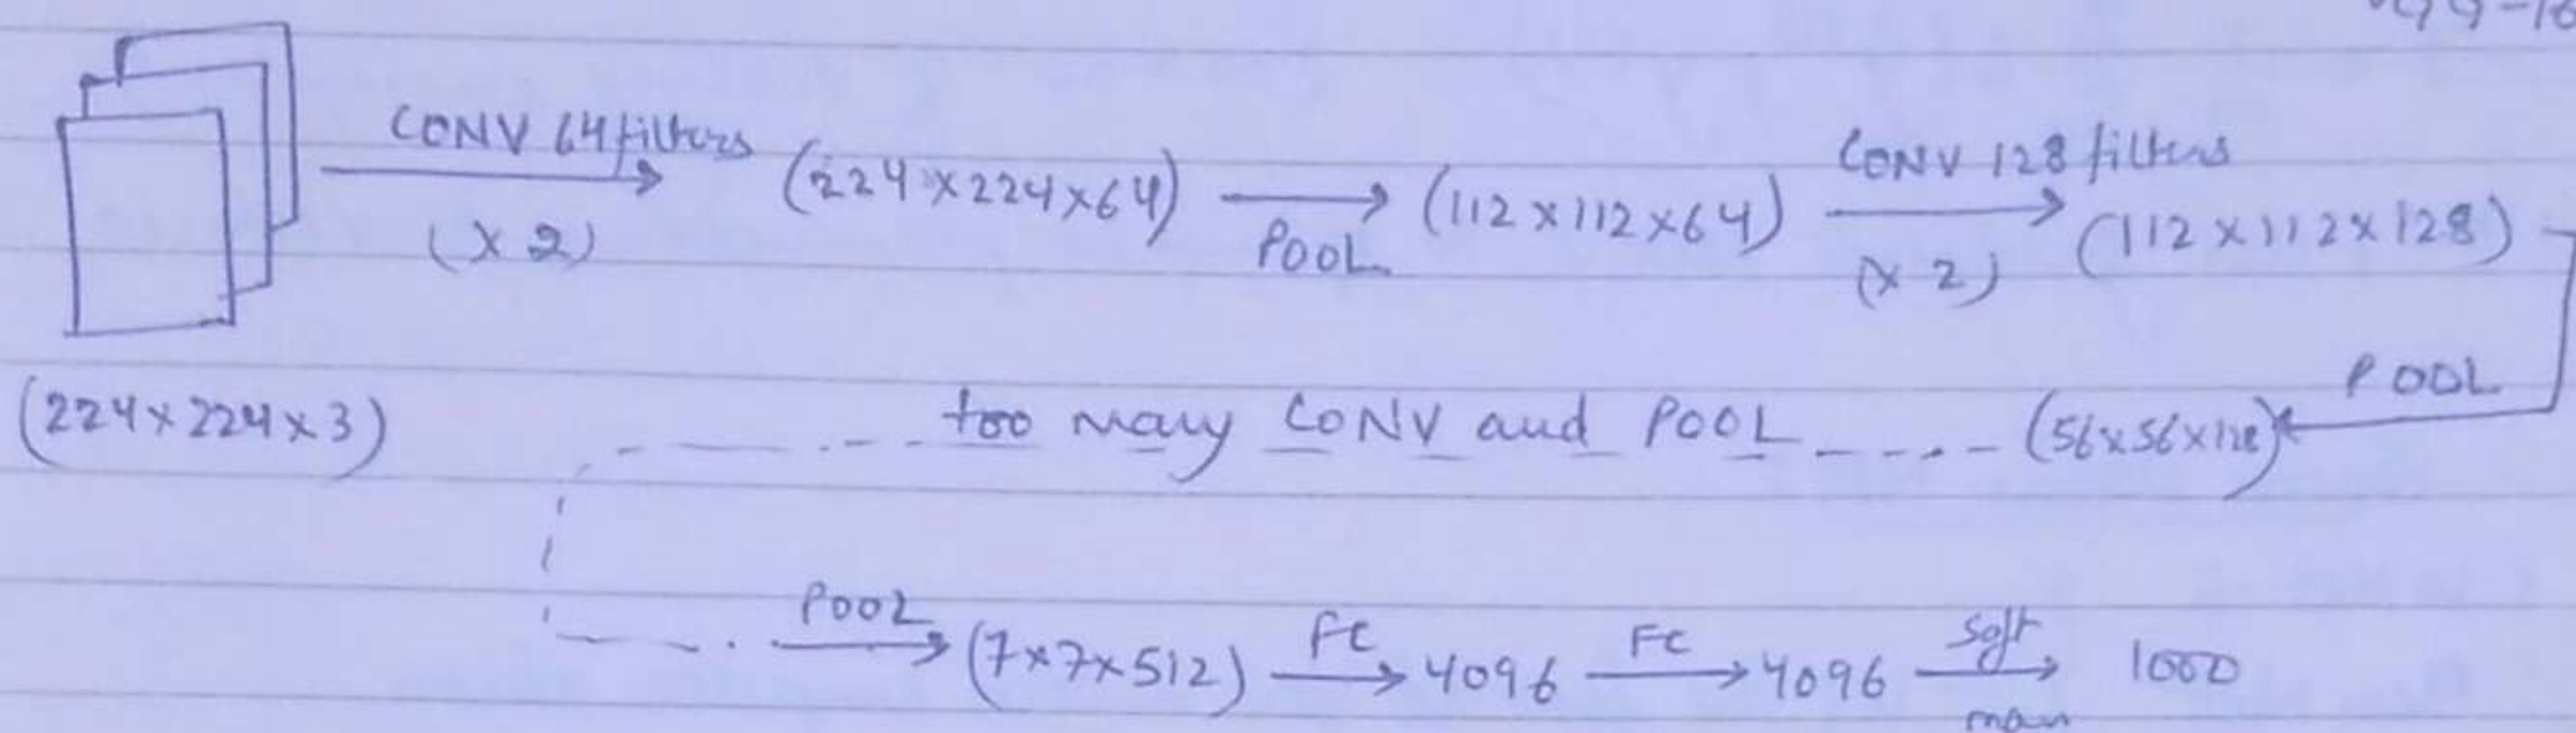 CONV 64 filters (224 x 224 x 64) → (112 x 112 x 64) CONV 128 filters (112 x 112 x 128)
(x 2) POOL (x 2)
(224 x 224 x 3) too many CONV and POOL (56 x 56 x 128) POOL
POOL (7 x 7 x 512) FC → 4096 FC → 4096 Soft → 1000
max